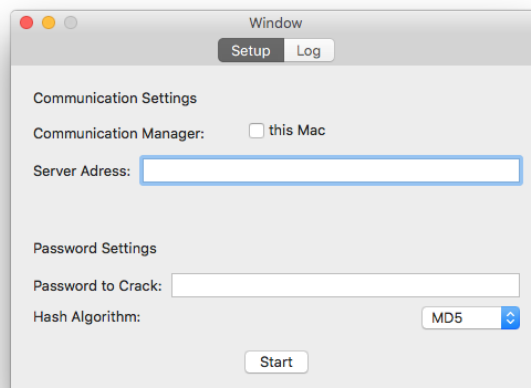 Window
Setup Log
Communication Settings
Communication Manager: this Mac
Server Adress:
Password Settings
Password to Crack:
Hash Algorithm: MD5
Start